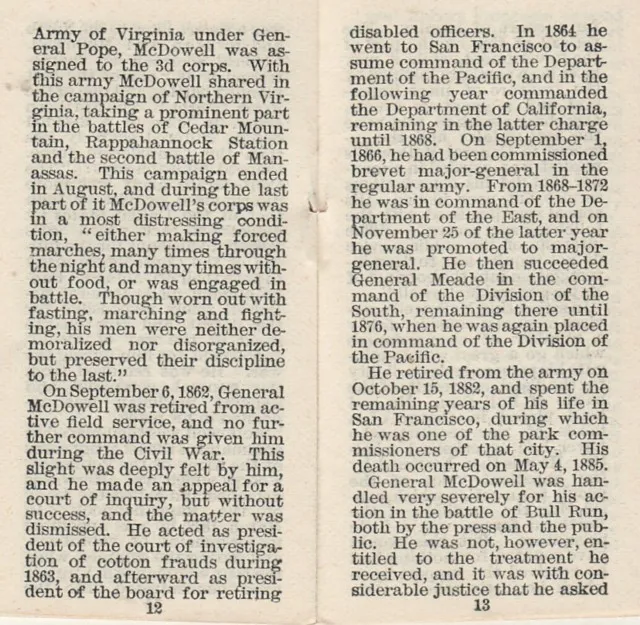 Army of Virginia under Gen-
eral Pope, McDowell was as-
signed to the 3d corps. With
this army McDowell shared in
the campaign of Northern Vir-
ginia, taking a prominent part
in the battles of Cedar Moun-
tain, Rappahannock Station
and the second battle of Man-
assas. This campaign ended
in August, and during the last
part of it McDowell's corps was
in a most distressing condi-
tion, "either making forced
marches, many times through
the night and many times with-
out food, or was engaged in
battle. Though worn out with
fasting, marching and fight-
ing, his men were neither de-
moralized nor disorganized,
but preserved their discipline
to the last."
On September 6, 1862, General
McDowell was retired from ac-
tive field service, and no fur-
ther command was given him
during the Civil War. This
slight was deeply felt by him,
and he made an appeal for a
court of inquiry, but without
success, and the matter was
dismissed. He acted as presi-
dent of the court of investiga-
tion of cotton frauds during
1863, and afterward as presi-
dent of the board for retiring
12
disabled officers. In 1864 he
went to San Francisco to as-
sume command of the Depart-
ment of the Pacific, and in the
following year commanded
the Department of California,
remaining in the latter charge
until 1868. On September 1,
1866, he had been commissioned
brevet major-general in the
regular army. From 1868-1872
he was in command of the De-
partment of the East, and on
November 25 of the latter year
he was promoted to major-
general. He then succeeded
General Meade in the com-
mand of the Division of the
South, remaining there until
1876, when he was again placed
in command of the Division of
the Pacific.
He retired from the army on
October 15, 1882, and spent the
remaining years of his life in
San Francisco, during which
he was one of the park com-
missioners of that city. His
death occurred on May 4, 1885.
General McDowell was han-
dled very severely for his ac-
tion in the battle of Bull Run,
both by the press and the pub-
lic. He was not, however, en-
titled to the treatment he
received, and it was with con-
siderable justice that he asked
13